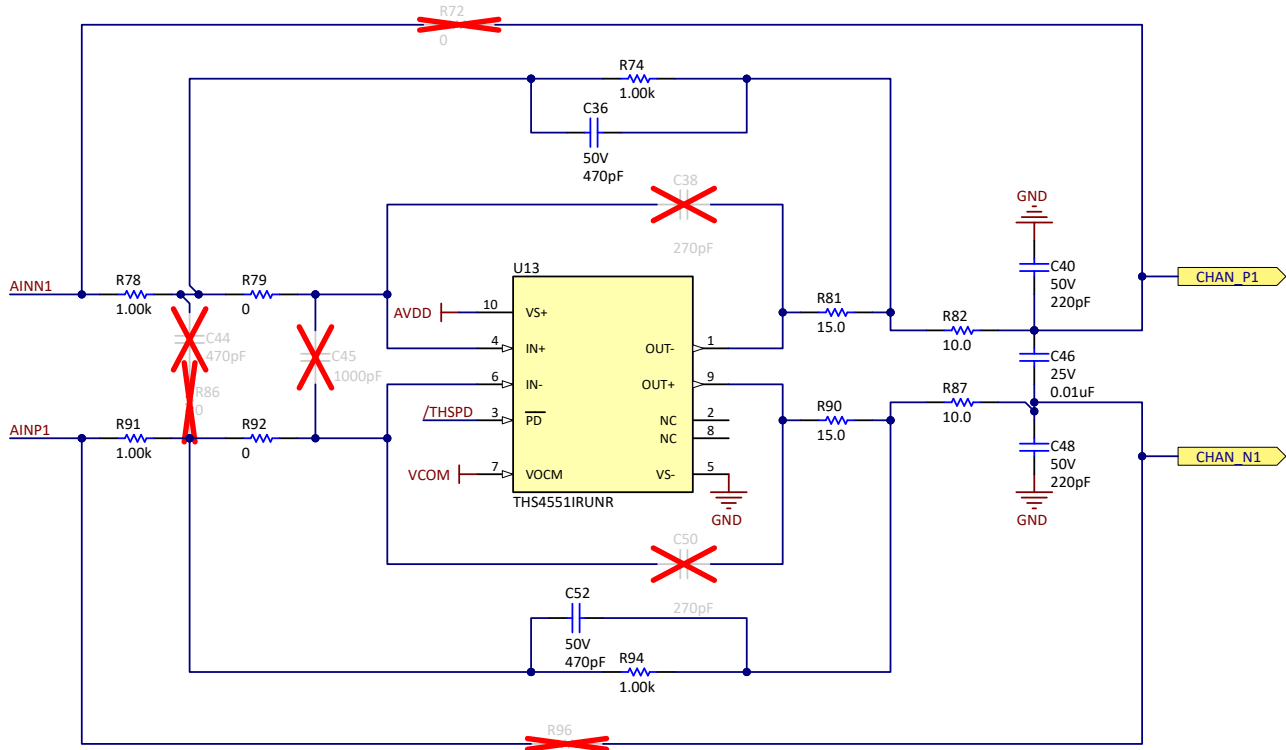 R72
0
R74
1.00k
C36
50V
470pF
C38
270pF
GND
U13
AINN1
R78
1.00k
R79
0
C40
50V
220pF
CHAN_P1
C44
470pF
C45
1000pF
AVDD
10
VS+
R81
15.0
R82
10.0
4
IN+
OUT-
1
C46
25V
0.01uF
R86
0
6
IN-
OUT+
9
R87
10.0
/THSPD
3
PD
NC
2
R90
15.0
NC
8
AINP1
R91
1.00k
R92
0
C48
50V
220pF
CHAN_N1
VCOM
7
VOCM
VS-
5
THS4551IRUNR
GND
GND
C50
270pF
C52
50V
470pF
R94
1.00k
R96